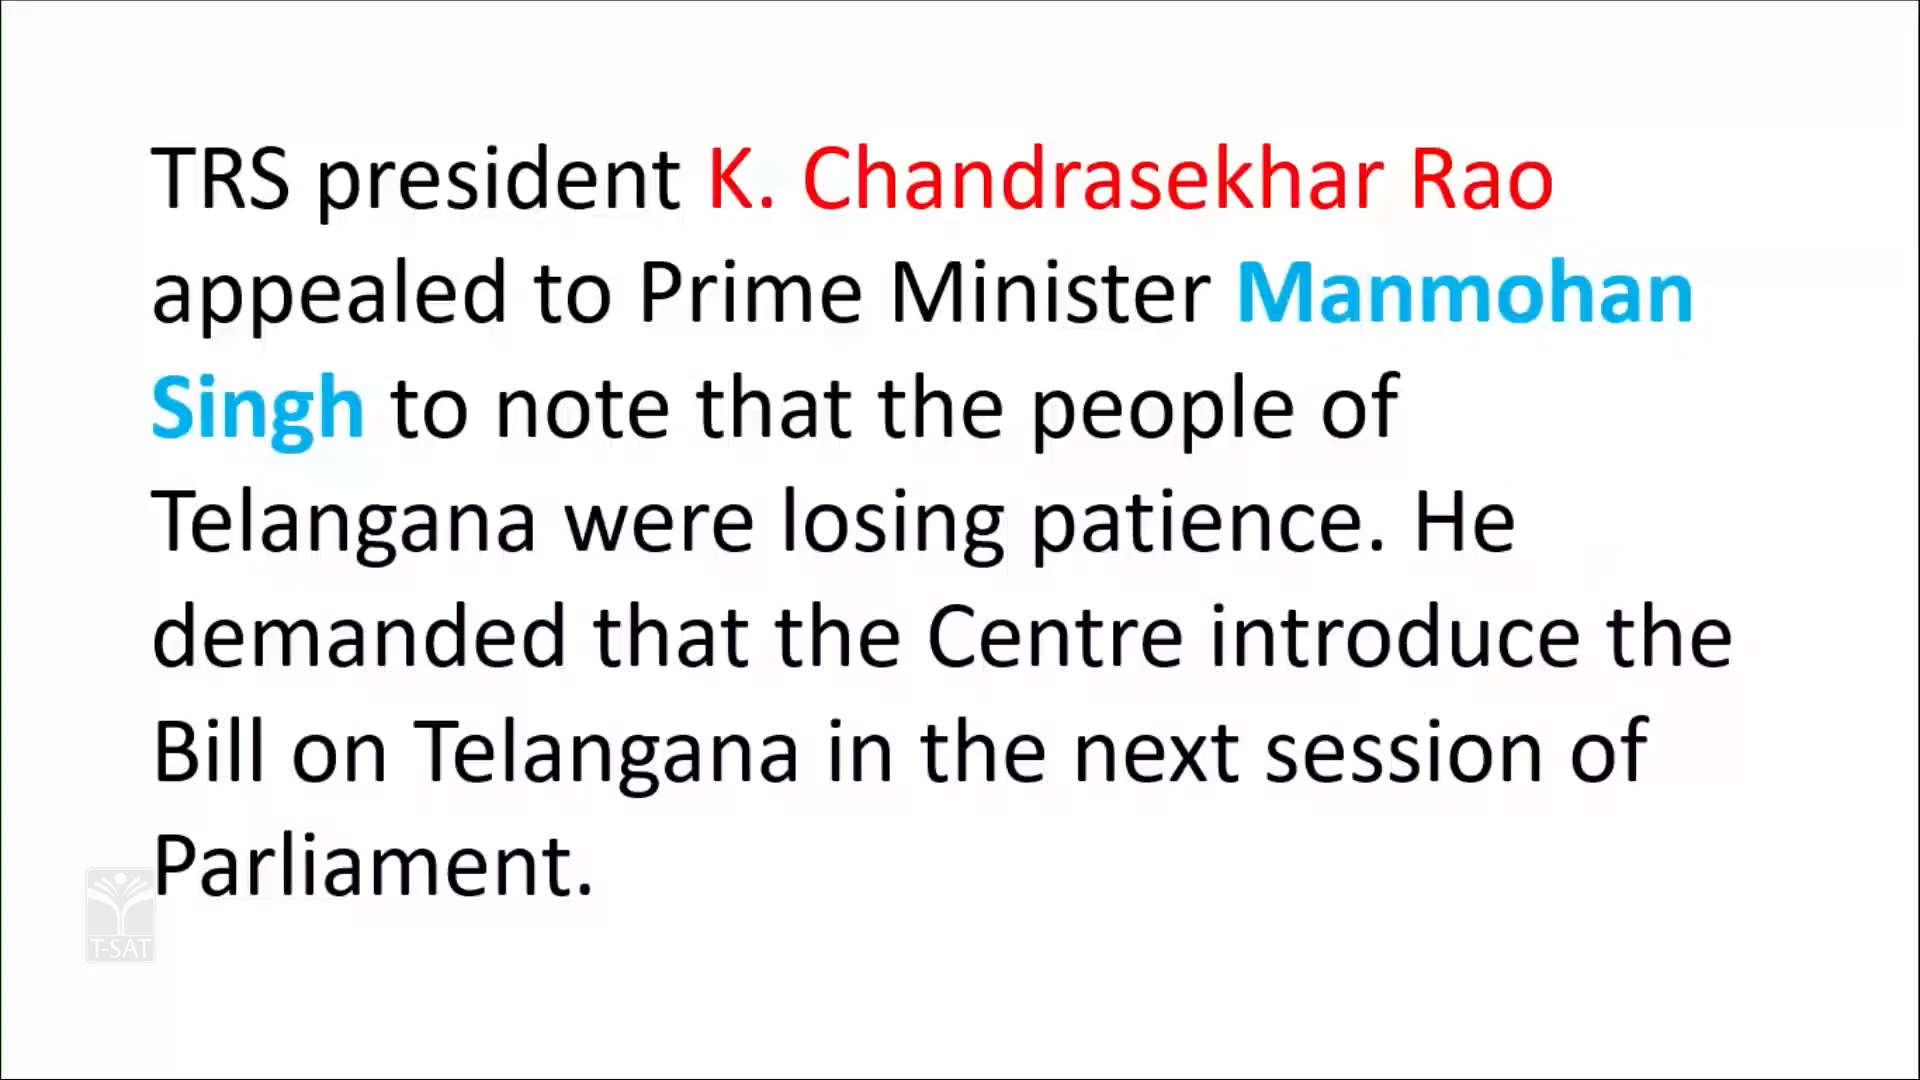 TRS president K. Chandrasekhar Rao
appealed to Prime Minister Manmohan
Singh to note that the people of
Telangana were losing patience. He
demanded that the Centre introduce the
Bill on Telangana in the next session of
Parliament.
T-SAT